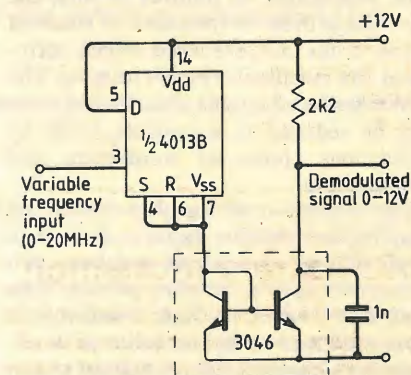 +12V
14
Vdd
5
D
2k2
½ 4013B
3
Variable
frequency
input
(0-20MHz)
S R VSS
4 6 7
Demodulated
signal 0-12V
3046
1n